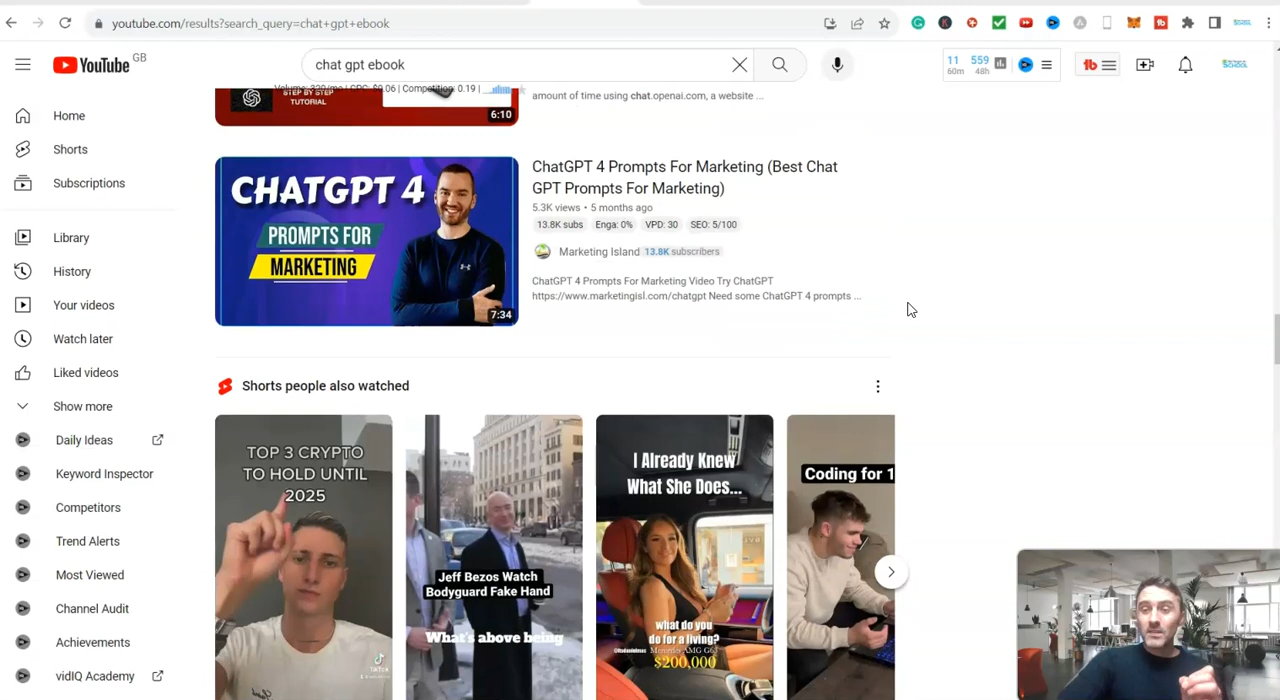 youtube.com/results?search_query=chat+gpt+ebook
YouTube GB
chat gpt ebook
11 559
60m 48h
Home
Shorts
Subscriptions
Library
History
Your videos
Watch later
Liked videos
Show more
Daily Ideas
Keyword Inspector
Competitors
Trend Alerts
Most Viewed
Channel Audit
Achievements
vidIQ Academy
STEP BY STEP
TUTORIAL
6:10
amount of time using chat.openai.com, a website ...
CHATGPT 4
PROMPTS FOR
MARKETING
7:34
ChatGPT 4 Prompts For Marketing (Best Chat
GPT Prompts For Marketing)
5.3K views • 5 months ago
13.8K subs Enga: 0% VPD: 30 SEO: 5/100
Marketing Island 13.8K subscribers
ChatGPT 4 Prompts For Marketing Video Try ChatGPT
https://www.marketingisl.com/chatgpt Need some ChatGPT 4 prompts ...
Shorts people also watched
TOP 3 CRYPTO
TO HOLD UNTIL
2025
TikTok
Jeff Bezos Watch
Bodyguard Fake Hand
What's above being
I Already Knew
What She Does...
what do you
do for a living?
Mercedes AMG G63
$200,000
Coding for 1